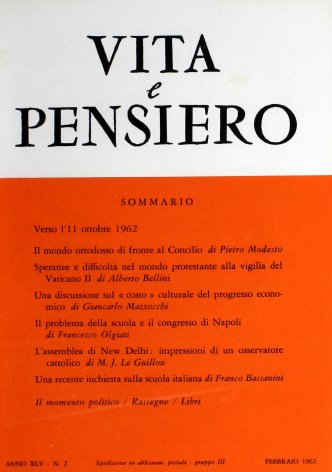 VITA
e
PENSIERO
SOMMARIO
Verso l'11 ottobre 1962
Il mondo ortodosso di fronte al Concilio di Pietro Modesto
Speranze e difficoltà nel mondo protestante alla vigilia del
Vaticano II di Alberto Bellini
Una discussione sul « costo » culturale del progresso econo-
mico di Giancarlo Mazzocchi
Il problema della scuola e il congresso di Napoli
di Francesco Olgiati
L'assemblea di New Delhi: impressioni di un osservatore
cattolico di M. J. Le Guillou
Una recente inchiesta sulla scuola italiana di Franco Bassanini
Il momento politico / Rassegne / Libri
ANNO XLV - N. 2 Spedizione in abbonam. postale - gruppo III FEBBRAIO 1962